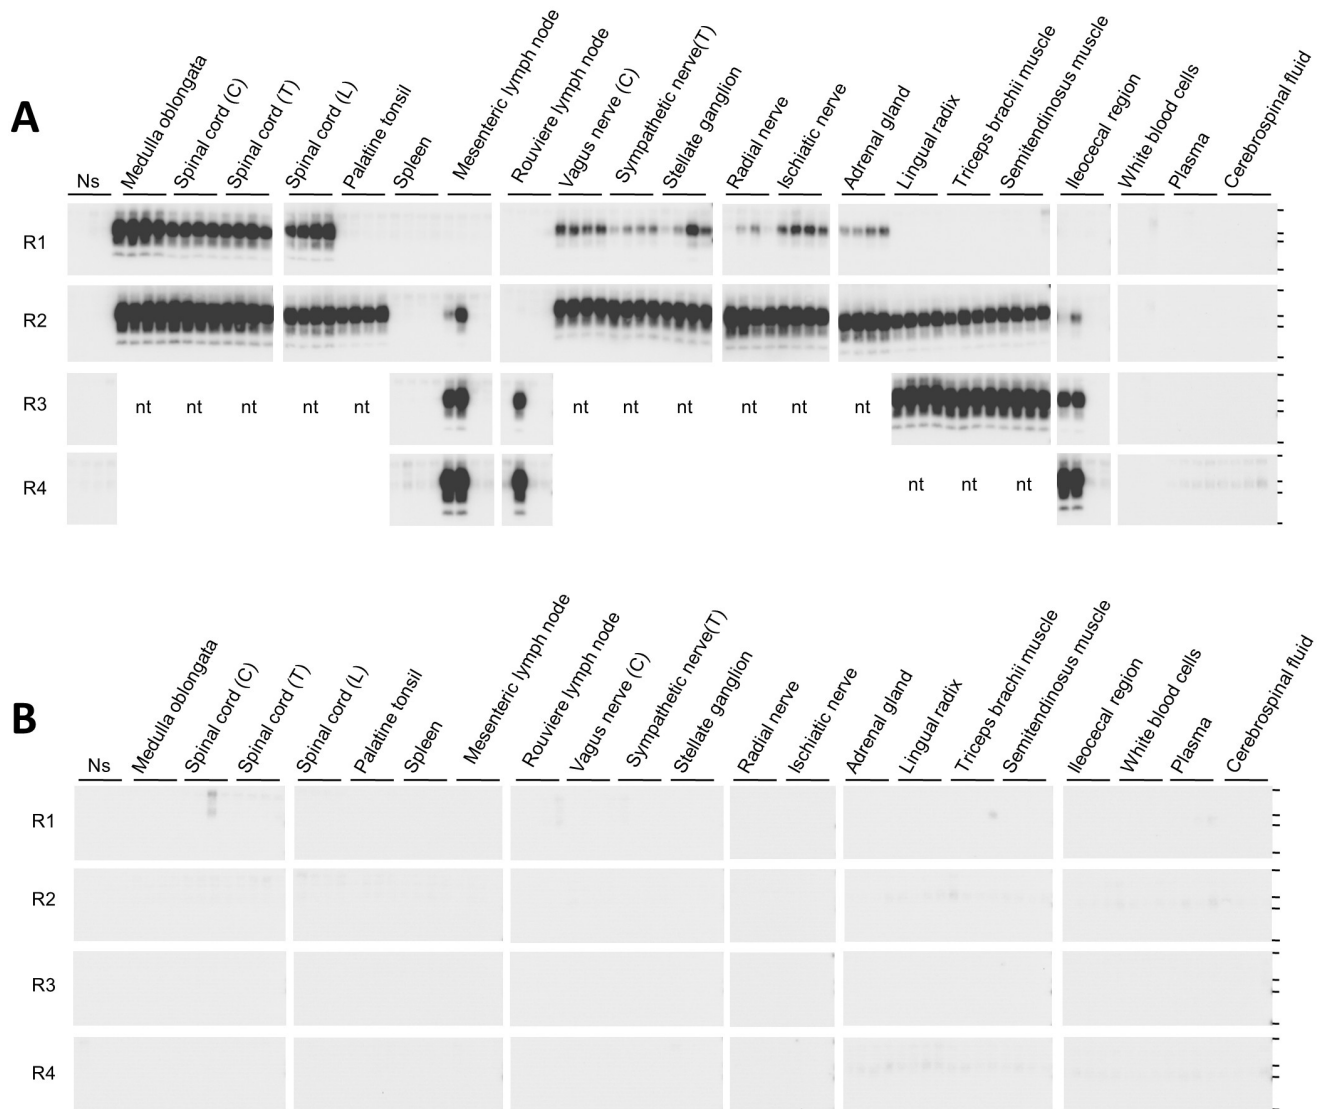 A
Ns
Medulla oblongata
Spinal cord (C)
Spinal cord (T)
Spinal cord (L)
Palatine tonsil
Spleen
Mesenteric lymph node
Rouviere lymph node
Vagus nerve (C)
Sympathetic nerve(T)
Stellate ganglion
Radial nerve
Ischiatic nerve
Adrenal gland
Lingual radix
Triceps brachii muscle
Semitendinosus muscle
Ileocecal region
White blood cells
Plasma
Cerebrospinal fluid
R1
R2
R3 nt nt nt nt nt nt nt nt nt nt nt
R4 nt nt nt
B
Ns
Medulla oblongata
Spinal cord (C)
Spinal cord (T)
Spinal cord (L)
Palatine tonsil
Spleen
Mesenteric lymph node
Rouviere lymph node
Vagus nerve (C)
Sympathetic nerve(T)
Stellate ganglion
Radial nerve
Ischiatic nerve
Adrenal gland
Lingual radix
Triceps brachii muscle
Semitendinosus muscle
Ileocecal region
White blood cells
Plasma
Cerebrospinal fluid
R1
R2
R3
R4